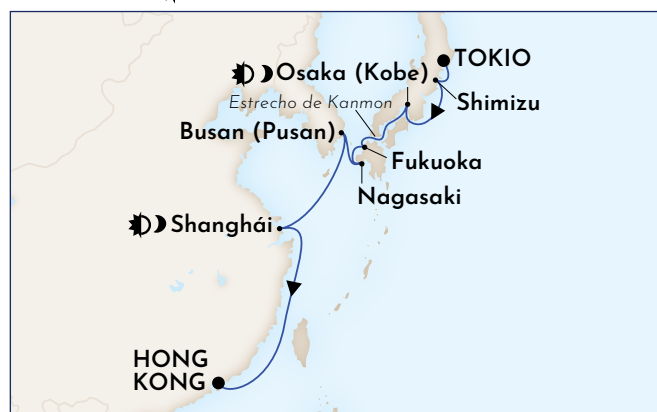 TOKIO
Osaka (Kobe)
Estrecho de Kanmon
Shimizu
Busan (Pusan)
Fukuoka
Nagasaki
Shanghái
HONG
KONG